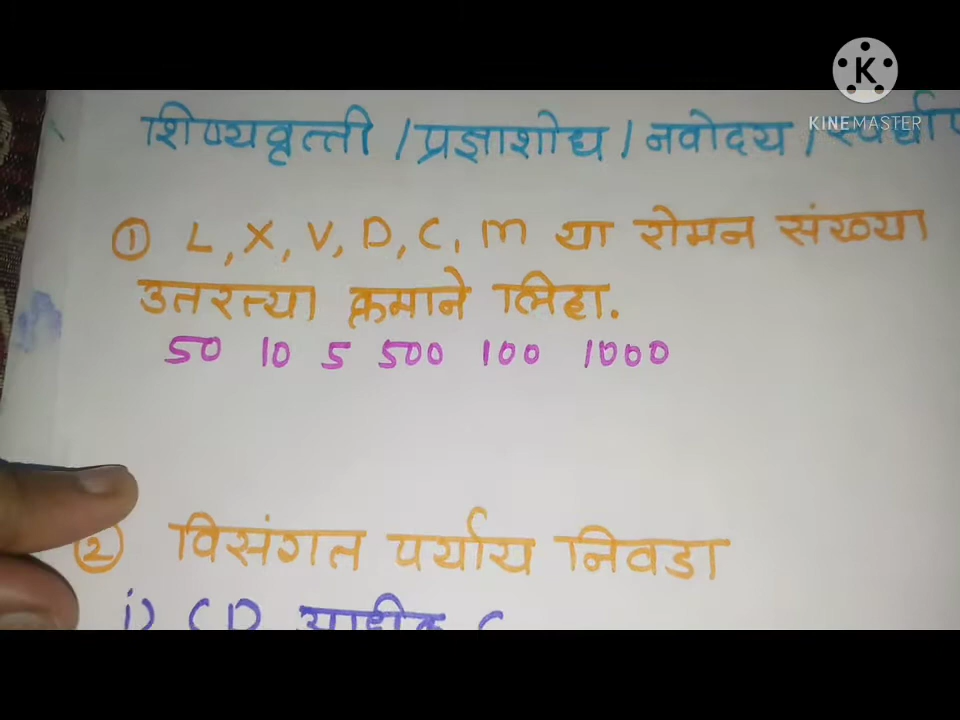 K
KINEMASTER
शिष्यवृत्ती / प्रज्ञाशोध / नवोदय /
① L, X, V, D, C, M या रोमन संख्या
उतरत्या क्रमाने लिहा.
50 10 5 500 100 1000
② विसंगत पर्याय निवडा
i) CD